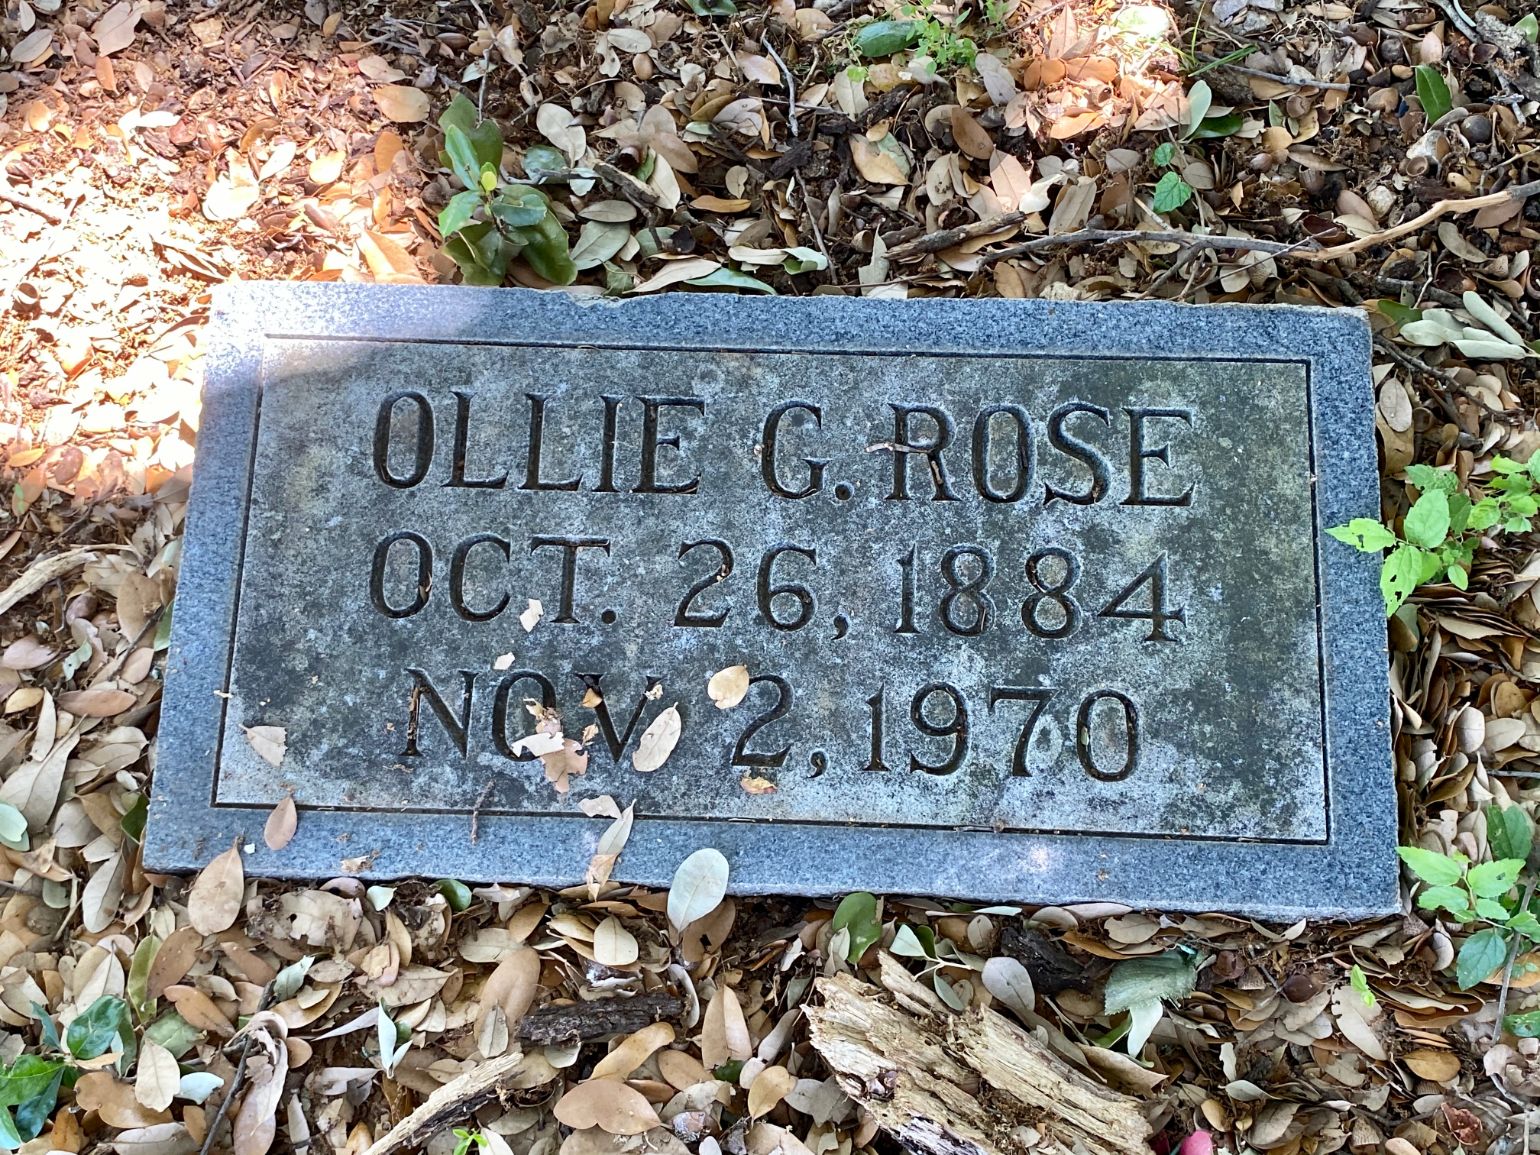 OLLIE G. ROSE
OCT. 26, 1884
NOV 2, 1970